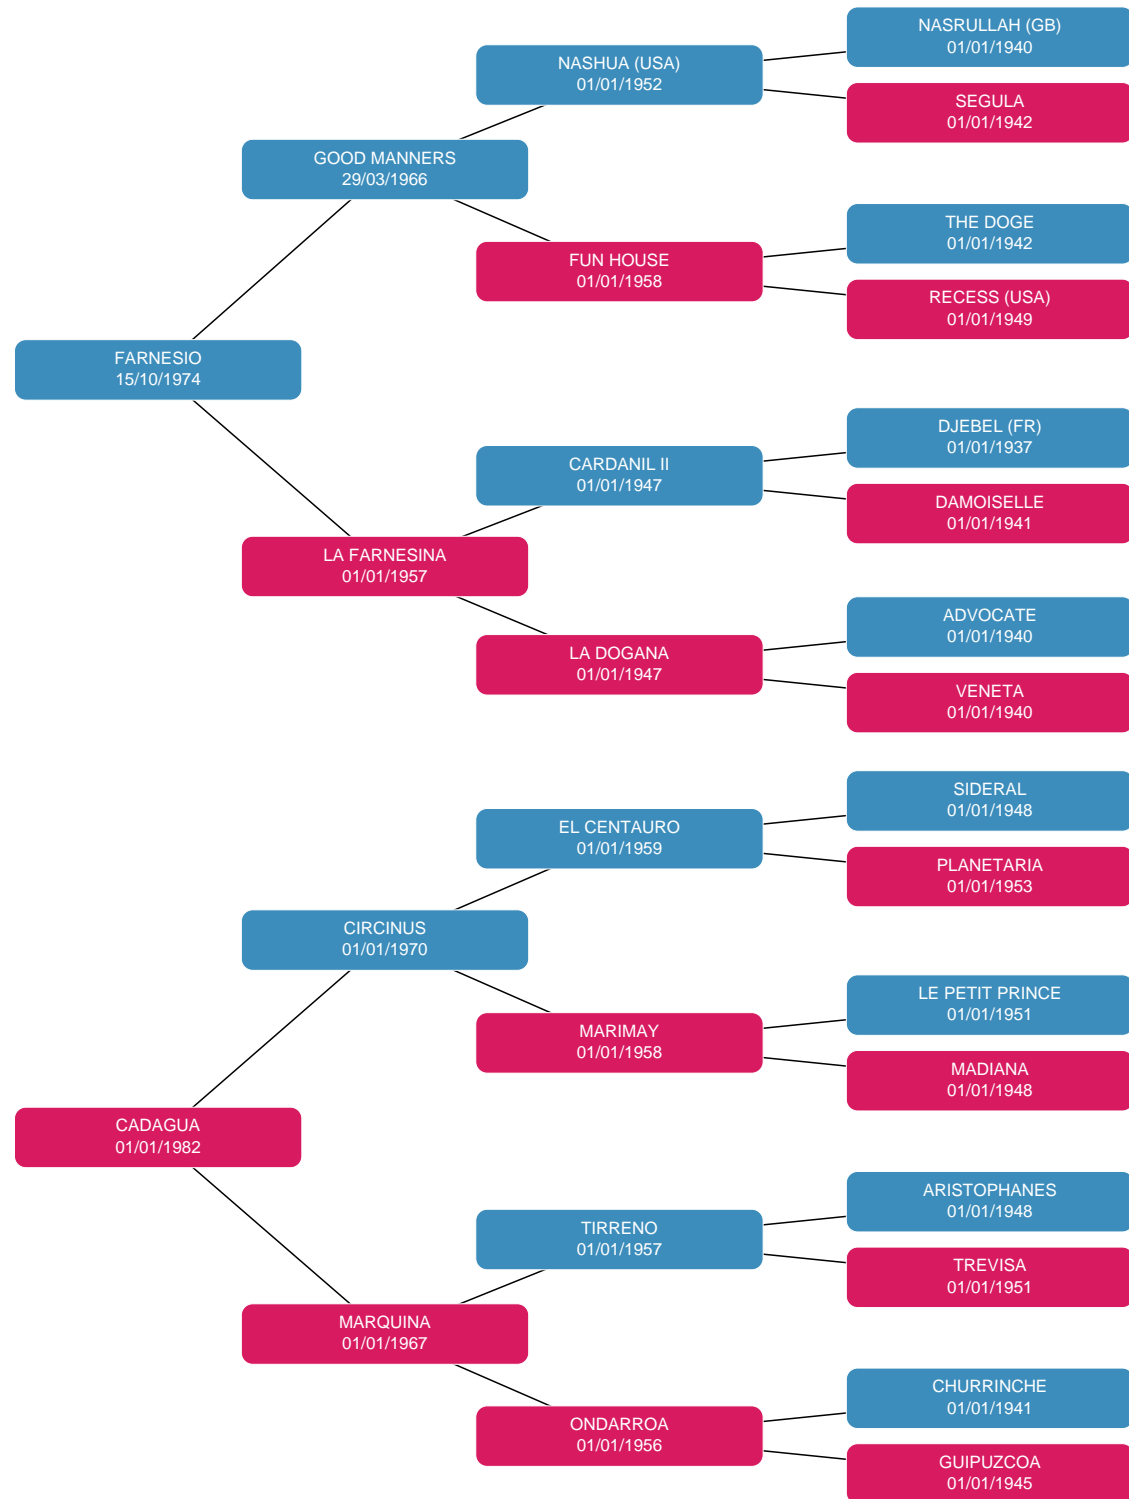 NASRULLAH (GB)
01/01/1940
NASHUA (USA)
01/01/1952
SEGULA
01/01/1942
GOOD MANNERS
29/03/1966
THE DOGE
01/01/1942
FUN HOUSE
01/01/1958
RECESS (USA)
01/01/1949
FARNESIO
15/10/1974
DJEBEL (FR)
01/01/1937
CARDANIL II
01/01/1947
DAMOISELLE
01/01/1941
LA FARNESINA
01/01/1957
ADVOCATE
01/01/1940
LA DOGANA
01/01/1947
VENETA
01/01/1940
SIDERAL
01/01/1948
EL CENTAURO
01/01/1959
PLANETARIA
01/01/1953
CIRCINUS
01/01/1970
LE PETIT PRINCE
01/01/1951
MARIMAY
01/01/1958
MADIANA
01/01/1948
CADAGUA
01/01/1982
ARISTOPHANES
01/01/1948
TIRRENO
01/01/1957
TREVISA
01/01/1951
MARQUINA
01/01/1967
CHURRINCHE
01/01/1941
ONDARROA
01/01/1956
GUIPUZCOA
01/01/1945